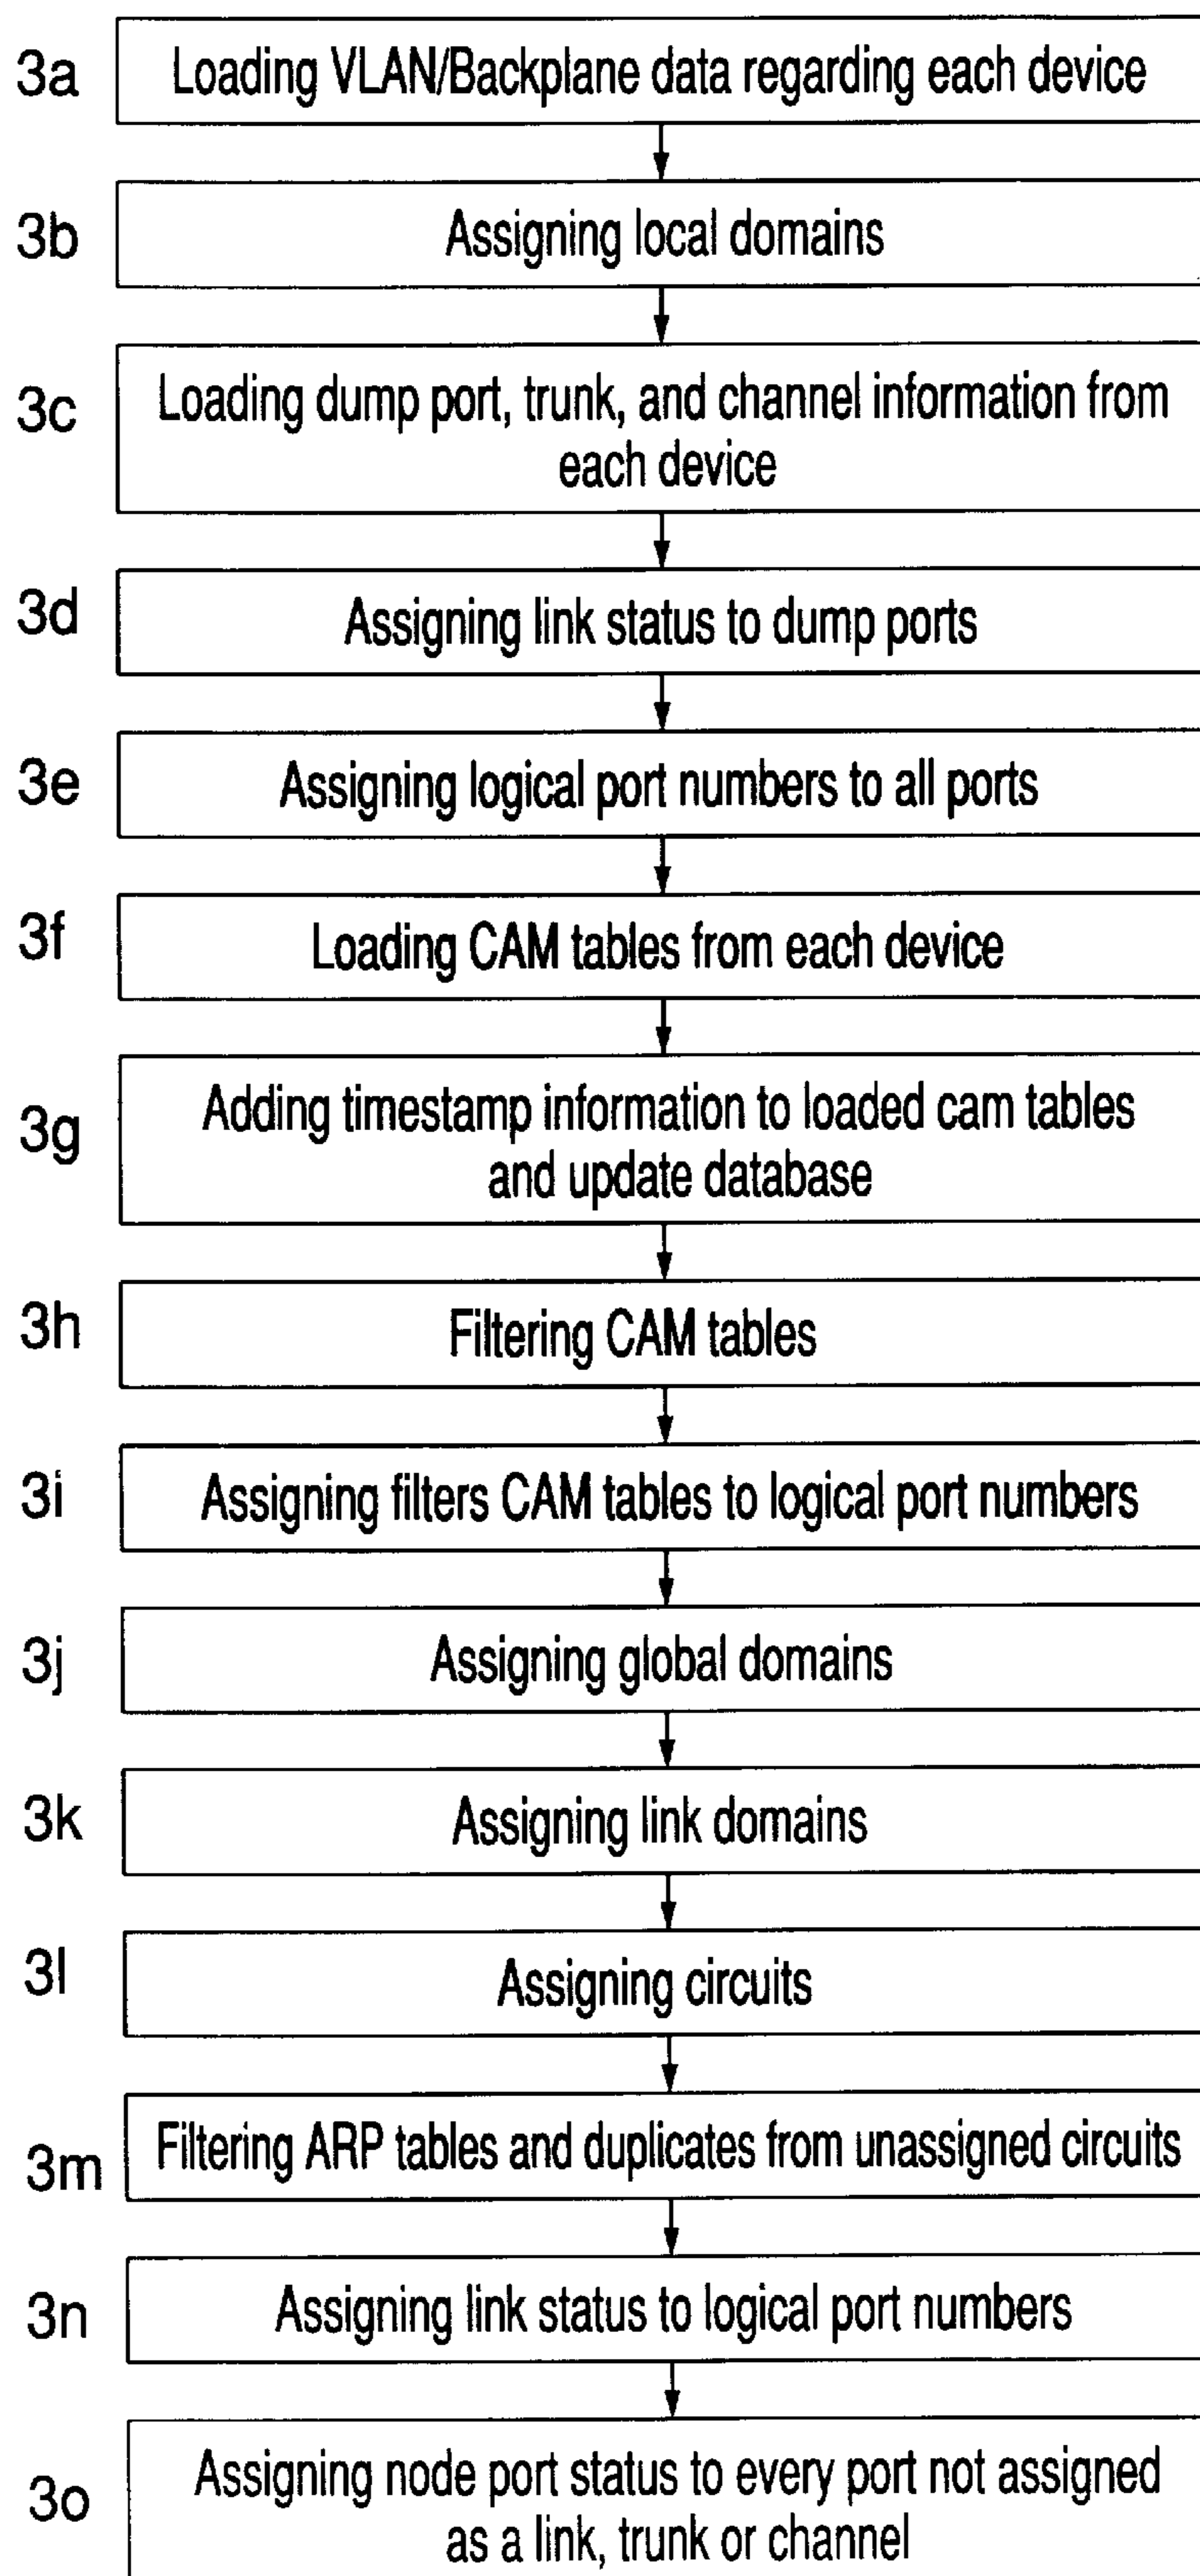 3a Loading VLAN/Backplane data regarding each device
3b Assigning local domains
3c Loading dump port, trunk, and channel information from
each device
3d Assigning link status to dump ports
3e Assigning logical port numbers to all ports
3f Loading CAM tables from each device
3g Adding timestamp information to loaded cam tables
and update database
3h Filtering CAM tables
3i Assigning filters CAM tables to logical port numbers
3j Assigning global domains
3k Assigning link domains
3l Assigning circuits
3m Filtering ARP tables and duplicates from unassigned circuits
3n Assigning link status to logical port numbers
3o Assigning node port status to every port not assigned
as a link, trunk or channel